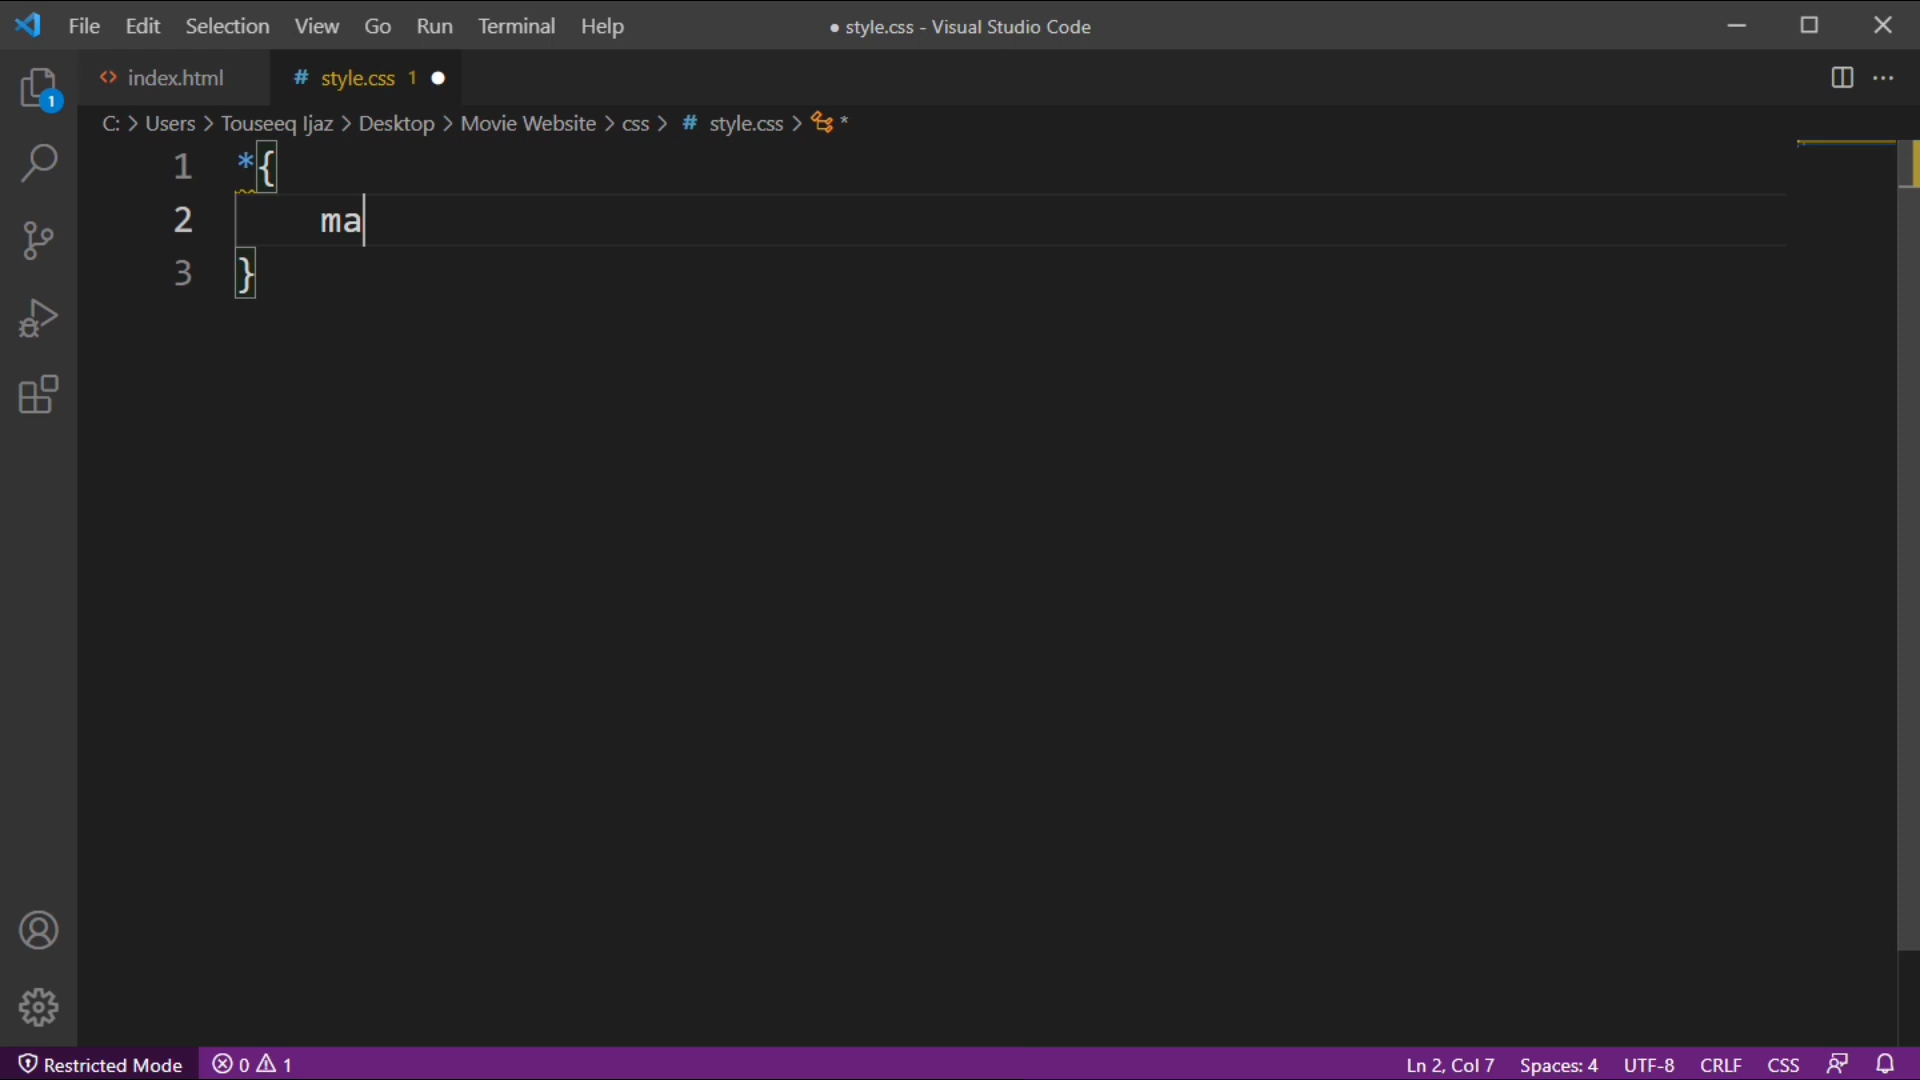 File Edit Selection View Go Run Terminal Help ● style.css - Visual Studio Code
index.html # style.css 1
C: > Users > Touseeq Ijaz > Desktop > Movie Website > css > # style.css > *
1 *{
2 ma
3 }
1
Restricted Mode 0 1 Ln 2, Col 7 Spaces: 4 UTF-8 CRLF CSS